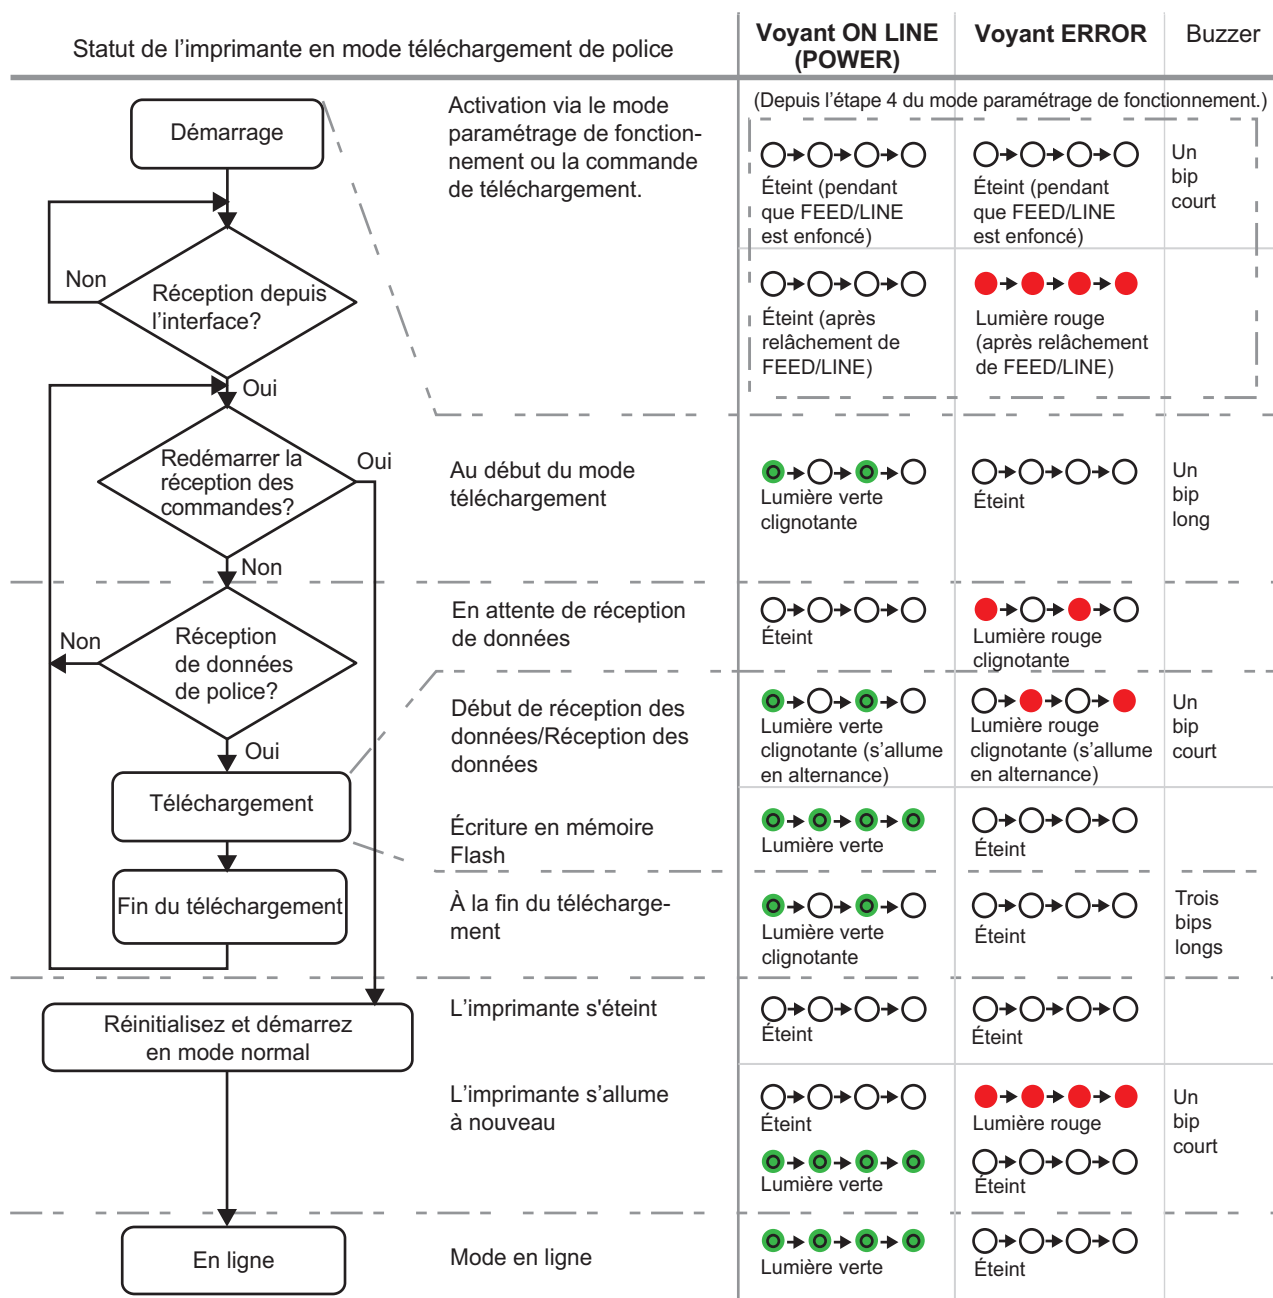 Statut de l'imprimante en mode téléchargement de police
Voyant ON LINE
(POWER)
Voyant ERROR
Buzzer
Démarrage
Activation via le mode
paramétrage de fonction-
nement ou la commande
de téléchargement.
(Depuis l'étape 4 du mode paramétrage de fonctionnement.)
Éteint (pendant
que FEED/LINE
est enfoncé)
Éteint (pendant
que FEED/LINE
est enfoncé)
Un
bip
court
Non
Réception depuis
l'interface?
Éteint (après
relâchement de
FEED/LINE)
Lumière rouge
(après relâchement
de FEED/LINE)
Oui
Redémarrer la
réception des
commandes?
Oui
Au début du mode
téléchargement
Lumière verte
clignotante
Éteint
Un
bip
long
Non
Non
Réception
de données
de police?
En attente de réception
de données
Éteint
Lumière rouge
clignotante
Oui
Début de réception des
données/Réception des
données
Lumière verte
clignotante (s'allume
en alternance)
Lumière rouge
clignotante (s'allume
en alternance)
Un
bip
court
Téléchargement
Écriture en mémoire
Flash
Lumière verte
Éteint
Fin du téléchargement
À la fin du télécharge-
ment
Lumière verte
clignotante
Éteint
Trois
bips
longs
Réinitialisez et démarrez
en mode normal
L'imprimante s'éteint
Éteint
Éteint
L'imprimante s'allume
à nouveau
Éteint
Lumière rouge
Un
bip
court
Lumière verte
Éteint
En ligne
Mode en ligne
Lumière verte
Éteint